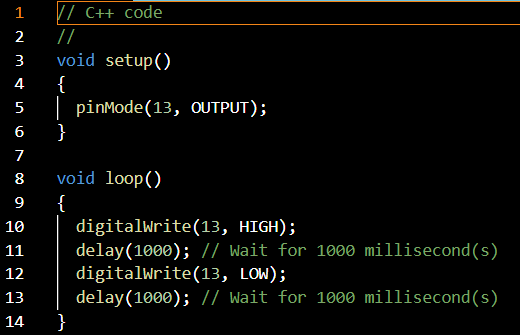 1 // C++ code
2 //
3 void setup()
4 {
5 pinMode(13, OUTPUT);
6 }
7
8 void loop()
9 {
10 digitalWrite(13, HIGH);
11 delay(1000); // Wait for 1000 millisecond(s)
12 digitalWrite(13, LOW);
13 delay(1000); // Wait for 1000 millisecond(s)
14 }